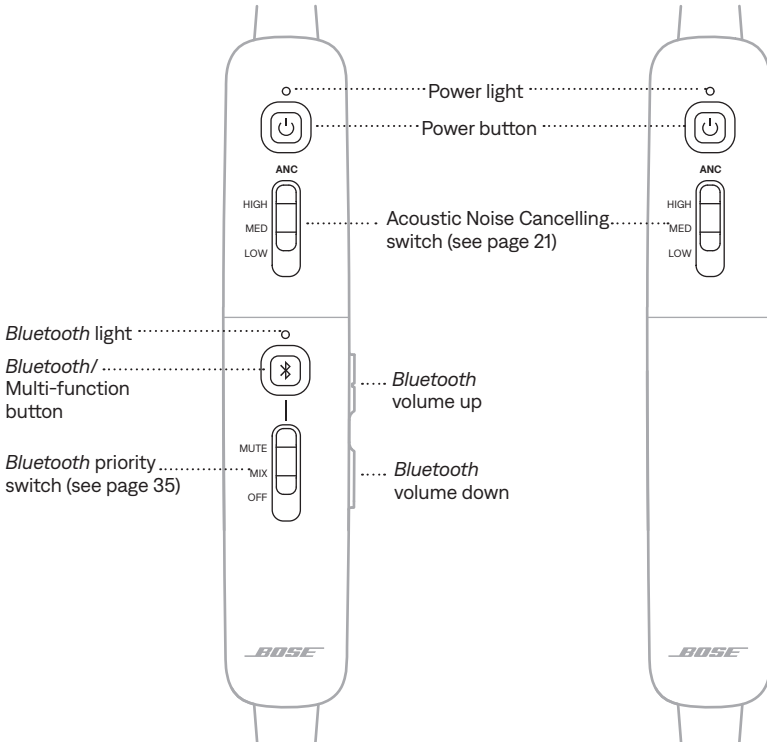 Power light
Power button
ANC
HIGH
MED
LOW
Acoustic Noise Cancelling
switch (see page 21)
ANC
HIGH
MED
LOW
Bluetooth light
Bluetooth/
Multi-function
button
Bluetooth
volume up
MUTE
MIX
OFF
Bluetooth priority
switch (see page 35)
Bluetooth
volume down
BOSE
BOSE